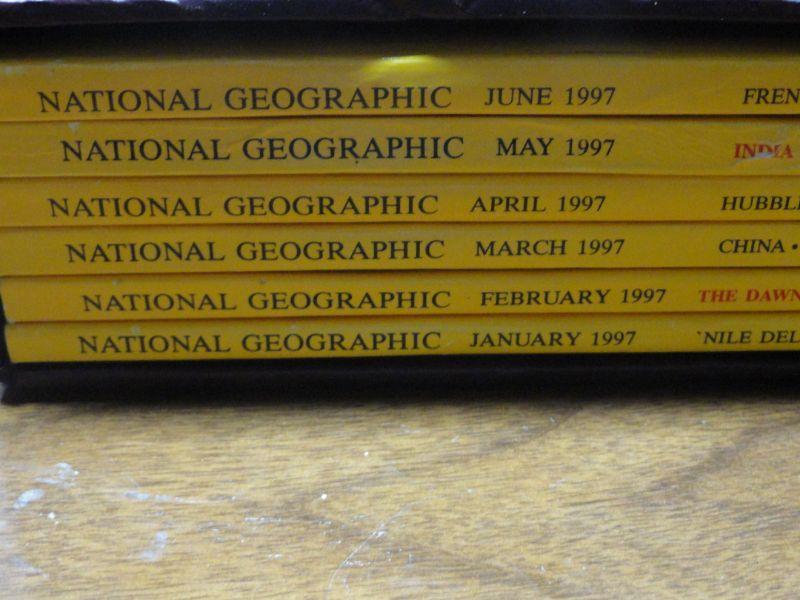 NATIONAL GEOGRAPHIC JUNE 1997 FREN
NATIONAL GEOGRAPHIC MAY 1997 INDIA
NATIONAL GEOGRAPHIC APRIL 1997 HUBBL
NATIONAL GEOGRAPHIC MARCH 1997 CHINA •
NATIONAL GEOGRAPHIC FEBRUARY 1997 THE DAWN
NATIONAL GEOGRAPHIC JANUARY 1997 'NILE DEL